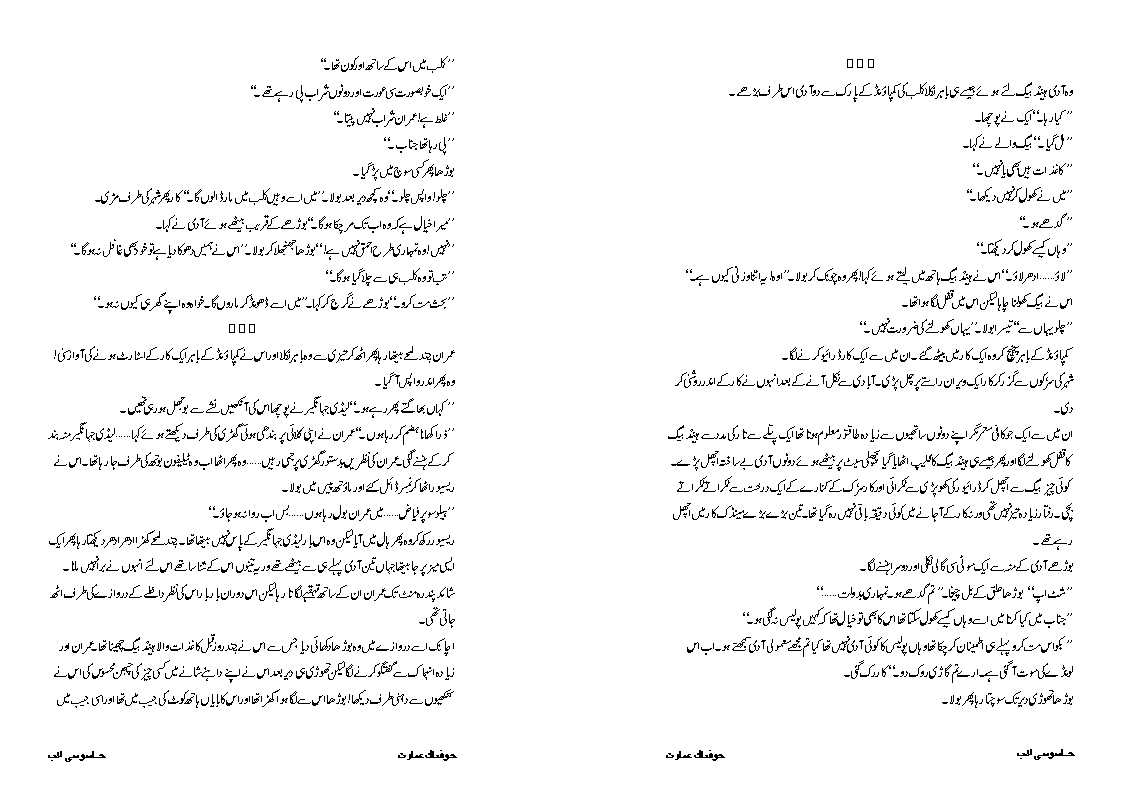 وہ آدمی ہینڈ بیگ لئے ہوئے جیسے ہی باہر نکلا کلب کی کمپاؤنڈ کے پارک سے دو آدمی اس طرف بڑھے ۔
’’ کیا رہا۔‘‘ ایک نے پوچھا۔
’’ مل گیا ۔‘‘ بیگ والے نے کہا۔
’’ کاغذات ہیں بھی یا نہیں ۔‘‘
’’میں نے کھول کر نہیں دیکھا۔‘‘
’’ گدھے ہو ۔‘‘
’’وہاں کیسے کھول کر دیکھتا۔‘‘
’’لاؤ......ادھر لاؤ۔‘‘اس نے ہینڈ بیگ ہاتھ میں لیتے ہوئے کہا! پھر وہ چونک کر بولا۔’’اوہ! یہ اتنا وزنی کیوں ہے۔‘‘
اس نے بیگ کھولنا چاہا لیکن اس میں قفل لگا ہوا تھا۔
’’چلو یہاں سے‘‘ تیسرا بولا۔’’یہاں کھولنے کی ضرورت نہیں ۔‘‘
کمپاؤنڈ کے باہر پہنچ کر وہ ایک کار میں بیٹھ گئے ۔ ان میں سے ایک کار ڈرائیو کرنے لگا۔
شہر کی سڑکوں سے گزر کر کار ایک ویران راستے پر چل پڑی۔ آبادی سے نکل آنے کے بعد انہوں نے کار کے اندر روشنی کر
دی۔
ان میں سے ایک جو کافی معمر مگر اپنے دونوں ساتھیوں سے زیادہ طاقتور معلوم ہوتا تھا ایک پتلے سے تار کی مدد سے ہینڈ بیگ
کا قفل کھولنے لگا اور پھر جیسے ہی ہینڈ بیگ کا فلیپ اٹھایا گیا پچھلی سیٹ پر بیٹھے ہوئے دونوں آدمی بے ساختہ اچھل پڑے۔
کوئی چیز بیگ سے اچھل کر ڈرائیور کی کھوپڑی سے ٹکرائی اور کار سڑک کے کنارے کے ایک درخت سے ٹکراتے ٹکراتے
بچی ۔ رفتار زیادہ تیز نہیں تھی ورنہ کار کے آ جانے میں کوئی دقیقہ باقی نہیں رہ گیا تھا۔ تین بڑے بڑے مینڈک کار میں اچھل
رہے تھے ۔
بوڑھے آدمی کے منہ سے ایک موٹی سی گالی نکلی اور دوسرا ہنسنے لگا۔
’’شٹ اپ‘‘ بوڑھا حلق کے بل چیخا۔’’ تم گدھے ہو۔ تمہاری بدولت......‘‘
’’جناب میں کیا کرتا میں اسے وہاں کیسے کھول سکتا تھا اس کا بھی تو خیال تھا کہ کہیں پولیس نہ لگی ہو۔‘‘
’’ بکواس مت کرو پہلے ہی اطمینان کر چکا تھا وہاں پولیس کا کوئی آدمی نہیں تھا کیا تم مجھے معمولی آدمی سمجھتے ہو۔ اب اس
لونڈے کی موت آ گئی ہے۔ ارے تم گاڑی روک دو۔‘‘ کار رک گئی۔
بوڑھا تھوڑی دیر تک سوچتا رہا پھر بولا ۔
’’ کلب میں اس کے ساتھ اور کون تھا۔‘‘
’’ایک خوبصورت سی عورت اور دونوں شراب پی رہے تھے ۔‘‘
’’غلط ہے! عمران شراب نہیں پیتا۔‘‘
’’پی رہا تھا جناب ۔‘‘
بوڑھا پھر کسی سوچ میں پڑ گیا ۔
’’چلو! واپس چلو۔‘‘وہ کچھ دیر بعد بولا۔’’میں اسے وہیں کلب میں مار ڈالوں گا۔‘‘ کار پھر شہر کی طرف مڑی۔
’’میرا خیال ہے کہ وہ اب تک مر چکا ہوگا۔‘‘بوڑھے کے قریب بیٹھے ہوئے آدمی نے کہا۔
’’نہیں! وہ تمہاری طرح احمق نہیں ہے!‘‘بوڑھا جھنجھلا کر بولا۔’’اس نے ہمیں دھوکا دیا ہے تو خود بھی غافل نہ ہوگا۔‘‘
’’تب تو وہ کلب ہی سے چلا گیا ہوگا۔‘‘
’’بحث مت کرو۔‘‘بوڑھے نے گرج کر کہا۔’’میں اسے ڈھونڈ کر ماروں گا۔ خواہ وہ اپنے گھر ہی کیوں نہ ہو۔‘‘
عمران چند لمحے بیٹھا رہا پھر اٹھ کر تیزی سے وہ باہر نکلا اور اس نے کمپاؤنڈ کے باہر ایک کار کے اسٹارٹ ہونے کی آواز سنی!
وہ پھر اندر واپس آ گیا ۔
’’ کہاں بھاگتے پھر رہے ہو۔‘‘لیڈی جہانگیر نے پوچھا اس کی آنکھیں نشے سے بوجھل ہو رہی تھیں ۔
’’ذرا کھانا ہضم کر رہا ہوں ۔‘‘عمران نے اپنی کلائی پر بندھی ہوئی گھڑی کی طرف دیکھتے ہوئے کہا......لیڈی جہانگیر منہ بند
کر کے ہنسنے لگی عمران کی نظریں بدستور گھڑی پر جمی رہیں......وہ پھر اٹھا اب وہ ٹیلیفون بوتھ کی طرف جا رہا تھا۔ اس نے
ریسیور اٹھا کر نمبر ڈائل کئے اور ماؤتھ پیس میں بولا۔
’’ہیلو سوپر فیاض......میں عمران بول رہا ہوں......بس اب روانہ ہو جاؤ۔‘‘
ریسیور رکھ کر وہ پھر ہال میں آیا لیکن وہ اس بار لیڈی جہانگیر کے پاس نہیں بیٹھا تھا۔ چند لمحے کھڑا ادھر ادھر دیکھتا رہا پھر ایک
ایسی میز پر جا بیٹھا جہاں تین آدمی پہلے ہی سے بیٹھے تھے اور یہ تینوں اس کے شناسا تھے اس لئے انہوں نے برا نہیں مانا ۔
شائد پندرہ منٹ تک عمران ان کے ساتھ قہقہے لگاتا رہا لیکن اس دوران بار بار اس کی نظر داخلے کے دروازے کی طرف اٹھ
جاتی تھی۔
اچانک اسے دروازے میں وہ بوڑھا دکھائی دیا جس سے اس نے چند روز قبل کاغذات والا ہینڈ بیگ چھینا تھا عمران اور
زیادہ انہماک سے گفتگو کرنے لگا لیکن تھوڑی ہی دیر بعد اس نے اپنے داہنے شانے میں کسی چیز کی چبھن محسوس کی اس نے
کنکھیوں سے داہنی طرف دیکھا! بوڑھا اس سے لگا ہوا کھڑا تھا اور اس کا بایاں ہاتھ کوٹ کی جیب میں تھا اور اسی جیب میں
جاسوسی ادب
خوفناک عمارت
خوفناک عمارت
جاسوسی ادب